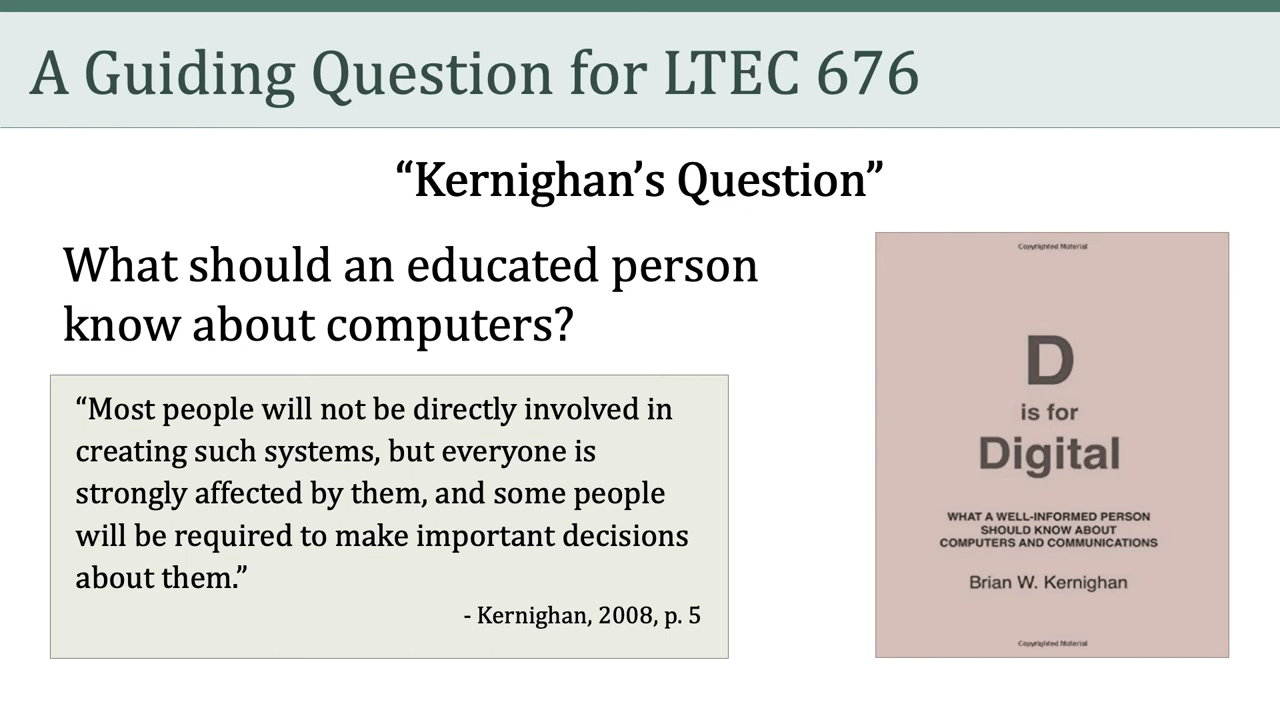 A Guiding Question for LTEC 676
“Kernighan’s Question”
What should an educated person
know about computers?
“Most people will not be directly involved in
creating such systems, but everyone is
strongly affected by them, and some people
will be required to make important decisions
about them.”
- Kernighan, 2008, p. 5
Copyrighted Material
D
is for
Digital
WHAT A WELL-INFORMED PERSON
SHOULD KNOW ABOUT
COMPUTERS AND COMMUNICATIONS
Brian W. Kernighan
Copyrighted Material